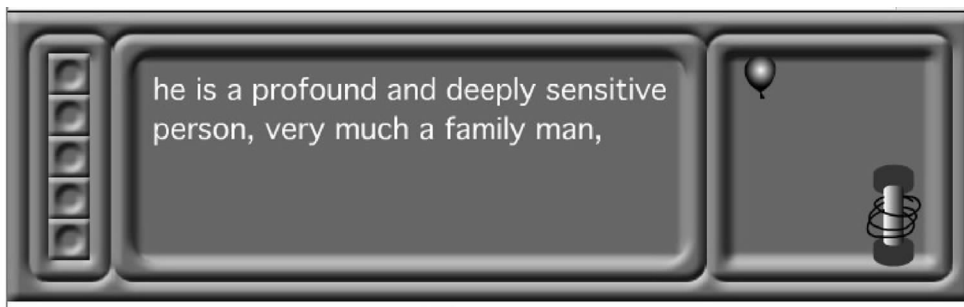 he is a profound and deeply sensitive
person, very much a family man,